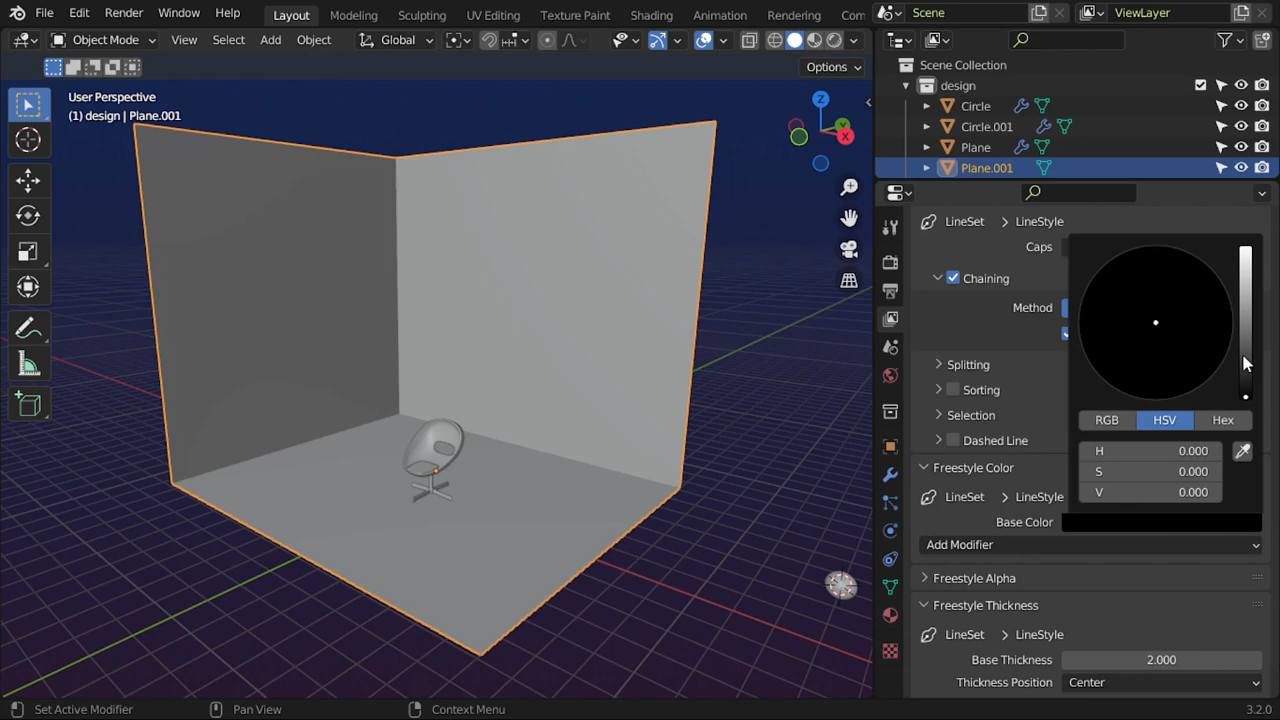 File Edit Render Window Help Layout Modeling Sculpting UV Editing Texture Paint Shading Animation Rendering Com Scene ViewLayer
Object Mode View Select Add Object Global
Options
User Perspective
(1) design | Plane.001
Z
Y
X
Scene Collection
design
Circle
Circle.001
Plane
Plane.001
LineSet > LineStyle
Caps
Chaining
Method
Splitting
Sorting
Selection
Dashed Line
RGB HSV Hex
H 0.000
S 0.000
V 0.000
Freestyle Color
LineSet > LineStyle
Base Color
Add Modifier
Freestyle Alpha
Freestyle Thickness
LineSet > LineStyle
Base Thickness 2.000
Thickness Position Center
Set Active Modifier Pan View Context Menu 3.2.0